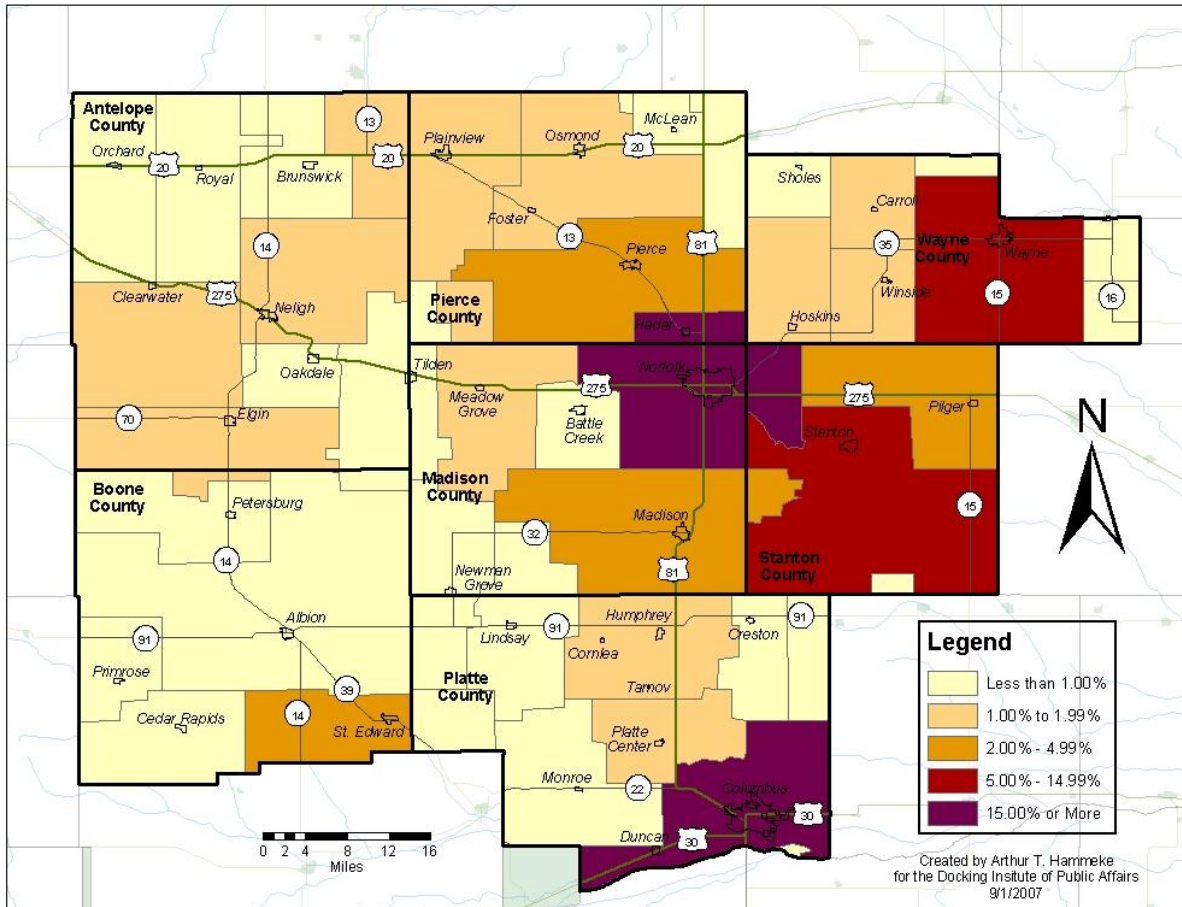 Antelope
County
13
McLean
Orchard
20
Royal
Brunswick
20
Plainview
Osmond
20
Sholes
Foster
Carroll
14
13
Pierce
81
35
Wayne
County
Wayne
Clearwater
275
Neligh
Pierce
County
Winside
15
16
Hadar
Hoskins
Oakdale
Tilden
Norfolk
275
Meadow
Grove
275
Pilger
70
Elgin
Battle
Creek
Stanton
N
Boone
County
Madison
County
Petersburg
Madison
15
32
14
Stanton
County
81
Newman
Grove
Albion
Humphrey
91
Lindsay
91
Creston
91
Cornlea
Primrose
Platte
County
Tarnov
39
14
Cedar Rapids
St. Edward
Platte
Center
Monroe
22
Columbus
30
Duncan
30
Legend
Less than 1.00%
1.00% to 1.99%
2.00% - 4.99%
5.00% - 14.99%
15.00% or More
0 2 4 8 12 16
Miles
Created by Arthur T. Hammeke
for the Docking Insitute of Public Affairs
9/1/2007